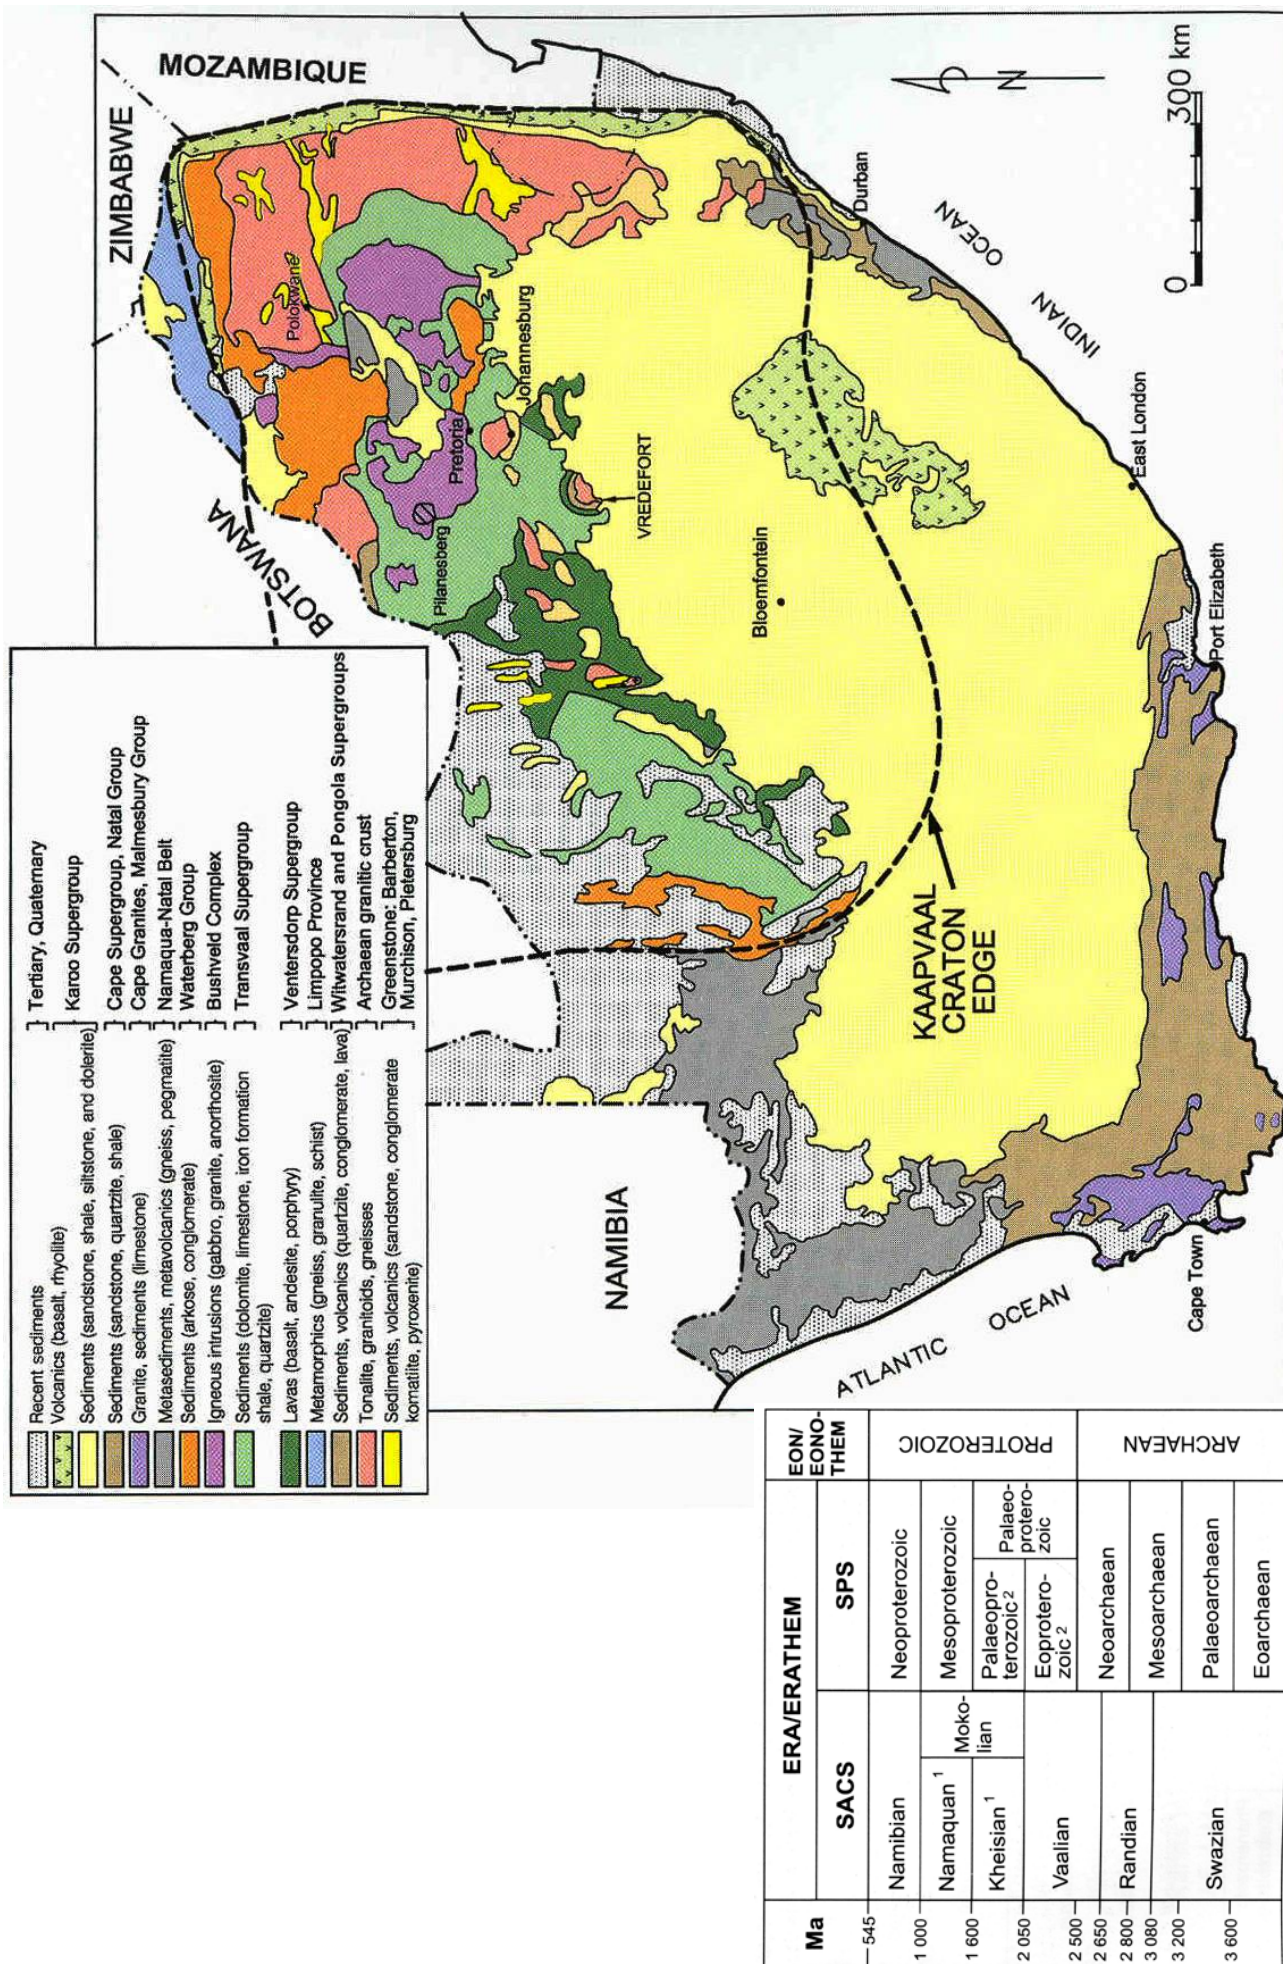 MOZAMBIQUE
ZIMBABWE
BOTSWANA
NAMIBIA
N
0 300 km
INDIAN OCEAN
ATLANTIC OCEAN
Polokwane
Pretoria
Johannesburg
Pilanesberg
VREDEFORT
Bloemfontein
Durban
East London
Port Elizabeth
Cape Town
KAAPVAAL
CRATON
EDGE
Recent sediments } Tertiary, Quaternary
Volcanics (basalt, rhyolite)
} Karoo Supergroup
Sediments (sandstone, shale, siltstone, and dolerite)
Sediments (sandstone, quartzite, shale) } Cape Supergroup, Natal Group
Granite, sediments (limestone) } Cape Granites, Malmesbury Group
Metasediments, metavolcanics (gneiss, pegmatite) } Namaqua-Natal Belt
Sediments (arkose, conglomerate) } Waterberg Group
Igneous intrusions (gabbro, granite, anorthosite) } Bushveld Complex
Sediments (dolomite, limestone, iron formation } Transvaal Supergroup
shale, quartzite)
Lavas (basalt, andesite, porphyry) } Ventersdorp Supergroup
Metamorphics (gneiss, granulite, schist) } Limpopo Province
Sediments, volcanics (quartzite, conglomerate, lava) } Witwatersrand and Pongola Supergroups
Tonalite, granitoids, gneisses } Archaean granitic crust
Sediments, volcanics (sandstone, conglomerate } Greenstone: Barberton,
komatiite, pyroxenite) Murchison, Pietersburg
Ma ERA/ERATHEM EON/
EONO-
THEM
SACS SPS
545
Namibian Neoproterozoic PROTEROZOIC
1 000
Namaquan 1 Moko-
lian Mesoproterozoic
1 600
Kheisian 1 Palaeopro-
terozoic 2 Palaeo-
protero-
zoic
2 050
Vaalian Eoprotero-
zoic 2
2 500
Neoarchaean ARCHAEAN
2 650
Randian
2 800
Mesoarchaean
3 080
Swazian
3 200
Palaeoarchaean
3 600
Eoarchaean